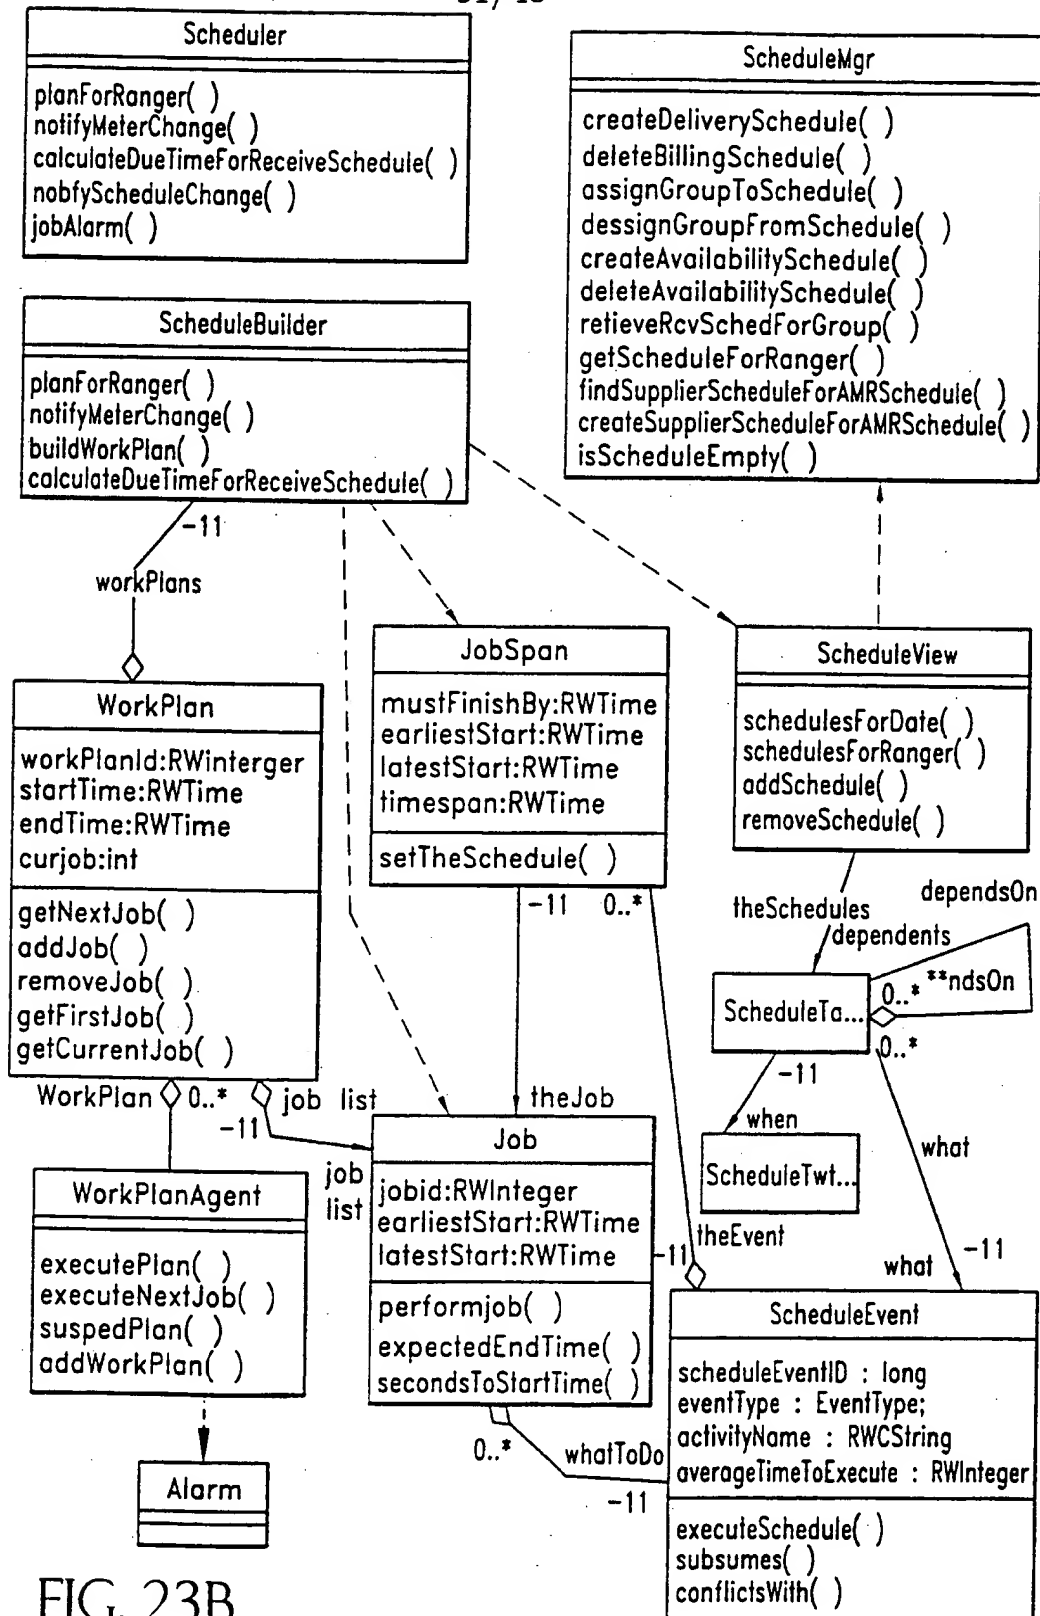 Scheduler
planForRanger( )
notifyMeterChange( )
calculateDueTimeForReceiveSchedule( )
nobfyScheduleChange( )
jobAlarm( )
ScheduleMgr
createDeliverySchedule( )
deleteBillingSchedule( )
assignGroupToSchedule( )
dessignGroupFromSchedule( )
createAvailabilitySchedule( )
deleteAvailabilitySchedule( )
retieveRcvSchedForGroup( )
getScheduleForRanger( )
findSupplierScheduleForAMRSchedule( )
createSupplierScheduleForAMRSchedule( )
isScheduleEmpty( )
ScheduleBuilder
planForRanger( )
notifyMeterChange( )
buildWorkPlan( )
calculateDueTimeForReceiveSchedule( )
-11
workPlans
WorkPlan
workPlanId:RWinterger
startTime:RWTime
endTime:RWTime
curjob:int
getNextJob( )
addJob( )
removeJob( )
getFirstJob( )
getCurrentJob( )
JobSpan
mustFinishBy:RWTime
earliestStart:RWTime
latestStart:RWTime
timespan:RWTime
setTheSchedule( )
ScheduleView
schedulesForDate( )
schedulesForRanger( )
addSchedule( )
removeSchedule( )
-11 0..*
theSchedules
dependsOn
dependents
ScheduleTa...
0..* **ndsOn
0..*
-11
when
ScheduleTwt...
what
WorkPlan 0..* job list
-11
theJob
job
list
Job
jobid:RWInteger
earliestStart:RWTime
latestStart:RWTime
performjob( )
expectedEndTime( )
secondsToStartTime( )
WorkPlanAgent
executePlan( )
executeNextJob( )
suspedPlan( )
addWorkPlan( )
Alarm
theEvent
-11
what
-11
ScheduleEvent
scheduleEventID : long
eventType : EventType;
activityName : RWCString
averageTimeToExecute : RWInteger
executeSchedule( )
subsumes( )
conflictsWith( )
0..*
whatToDo
-11
FIG. 23B